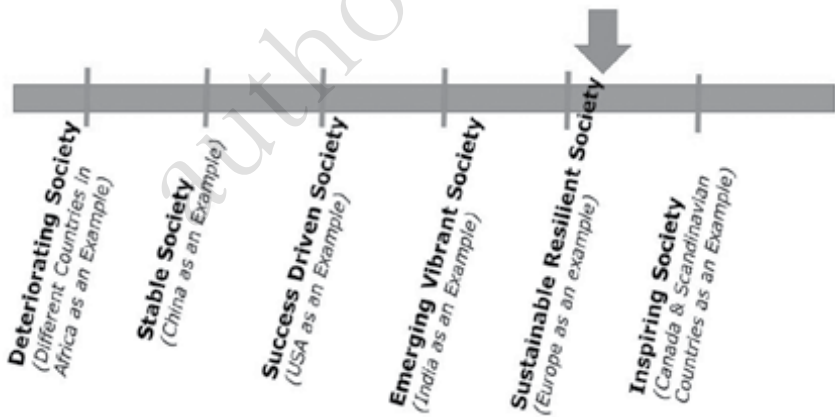 autho
Deteriorating Society
(Different Countries in
Africa as an Example)
Stable Society
(China as an Example)
Success Driven Society
(USA as an Example)
Emerging Vibrant Society
(India as an Example)
Sustainable Resilient Society
(Europe as an example)
Inspiring Society
(Canada & Scandinavian
Countries as an Example)